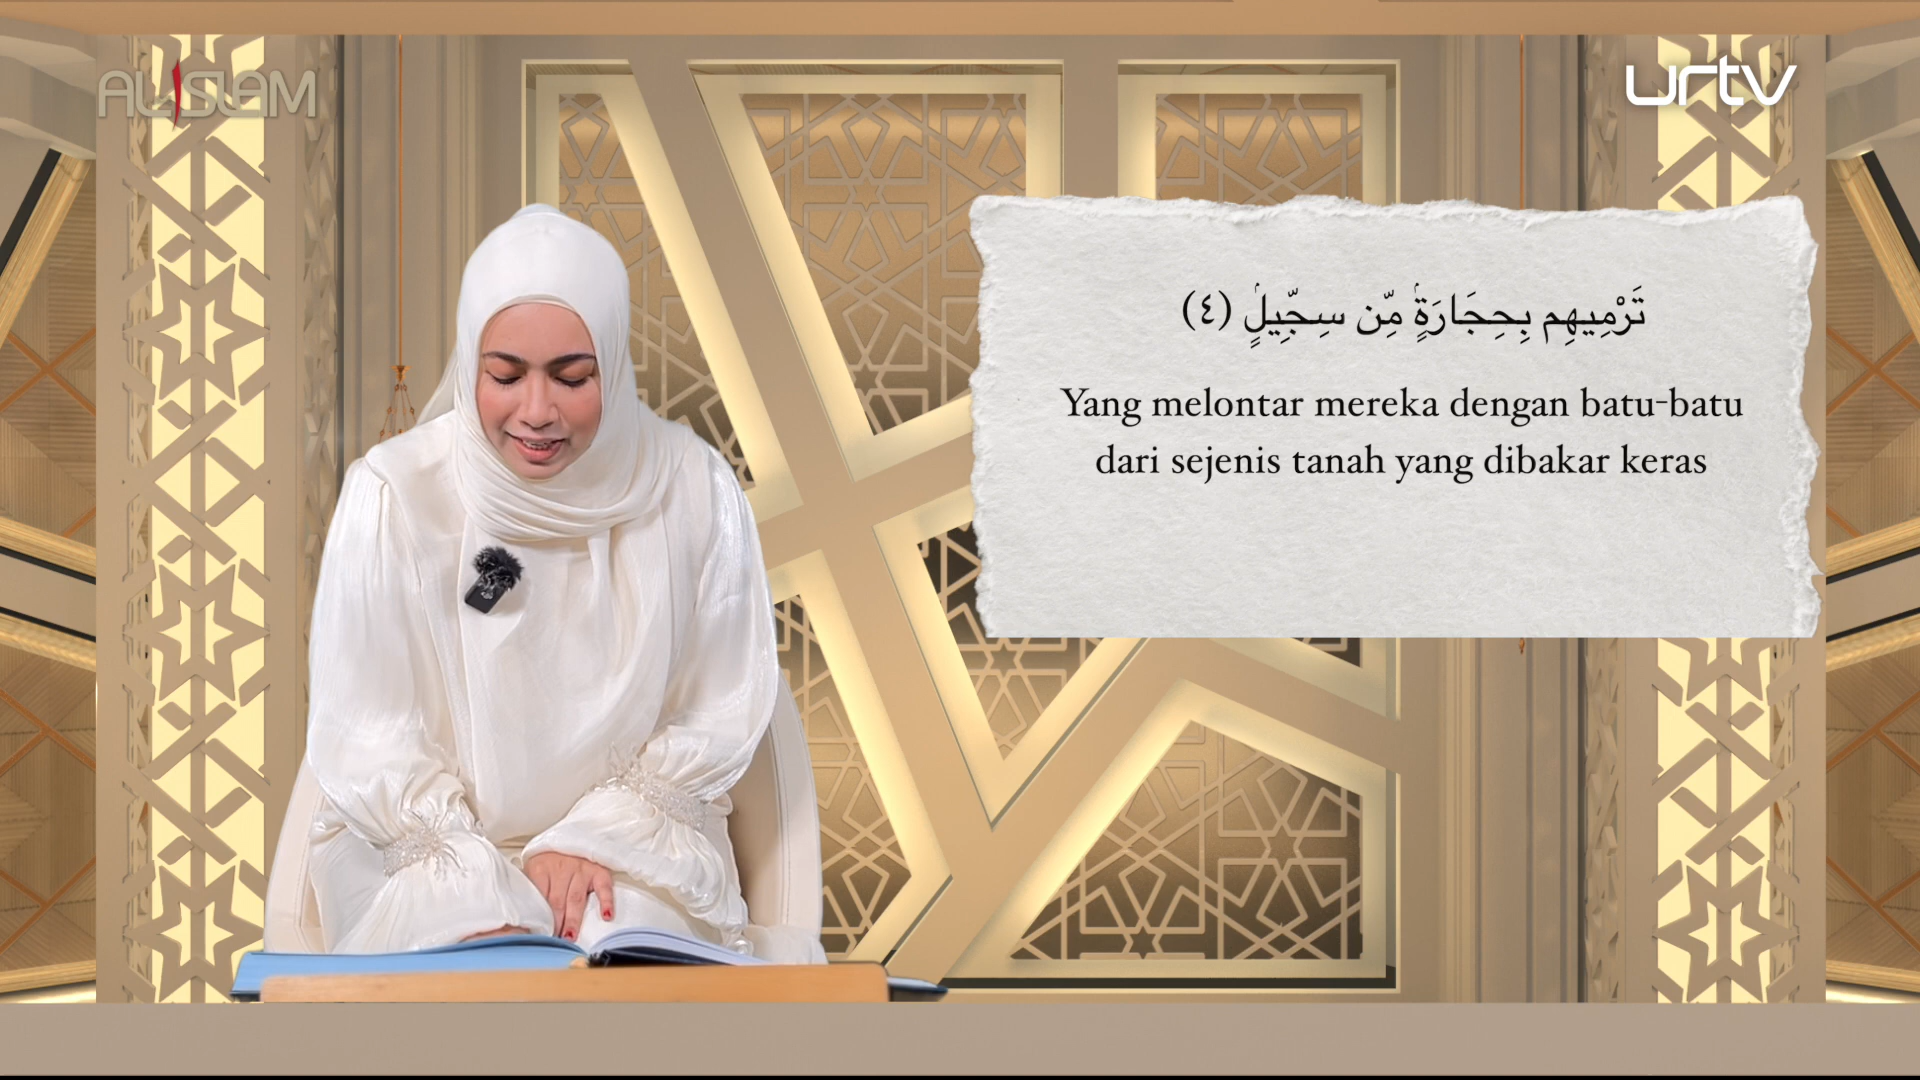 AL ISLAM
urtv
تَرْمِيهِم بِحِجَارَةٍۢ مِّن سِجِّيلٍۢ (٤)
Yang melontar mereka dengan batu-batu
dari sejenis tanah yang dibakar keras